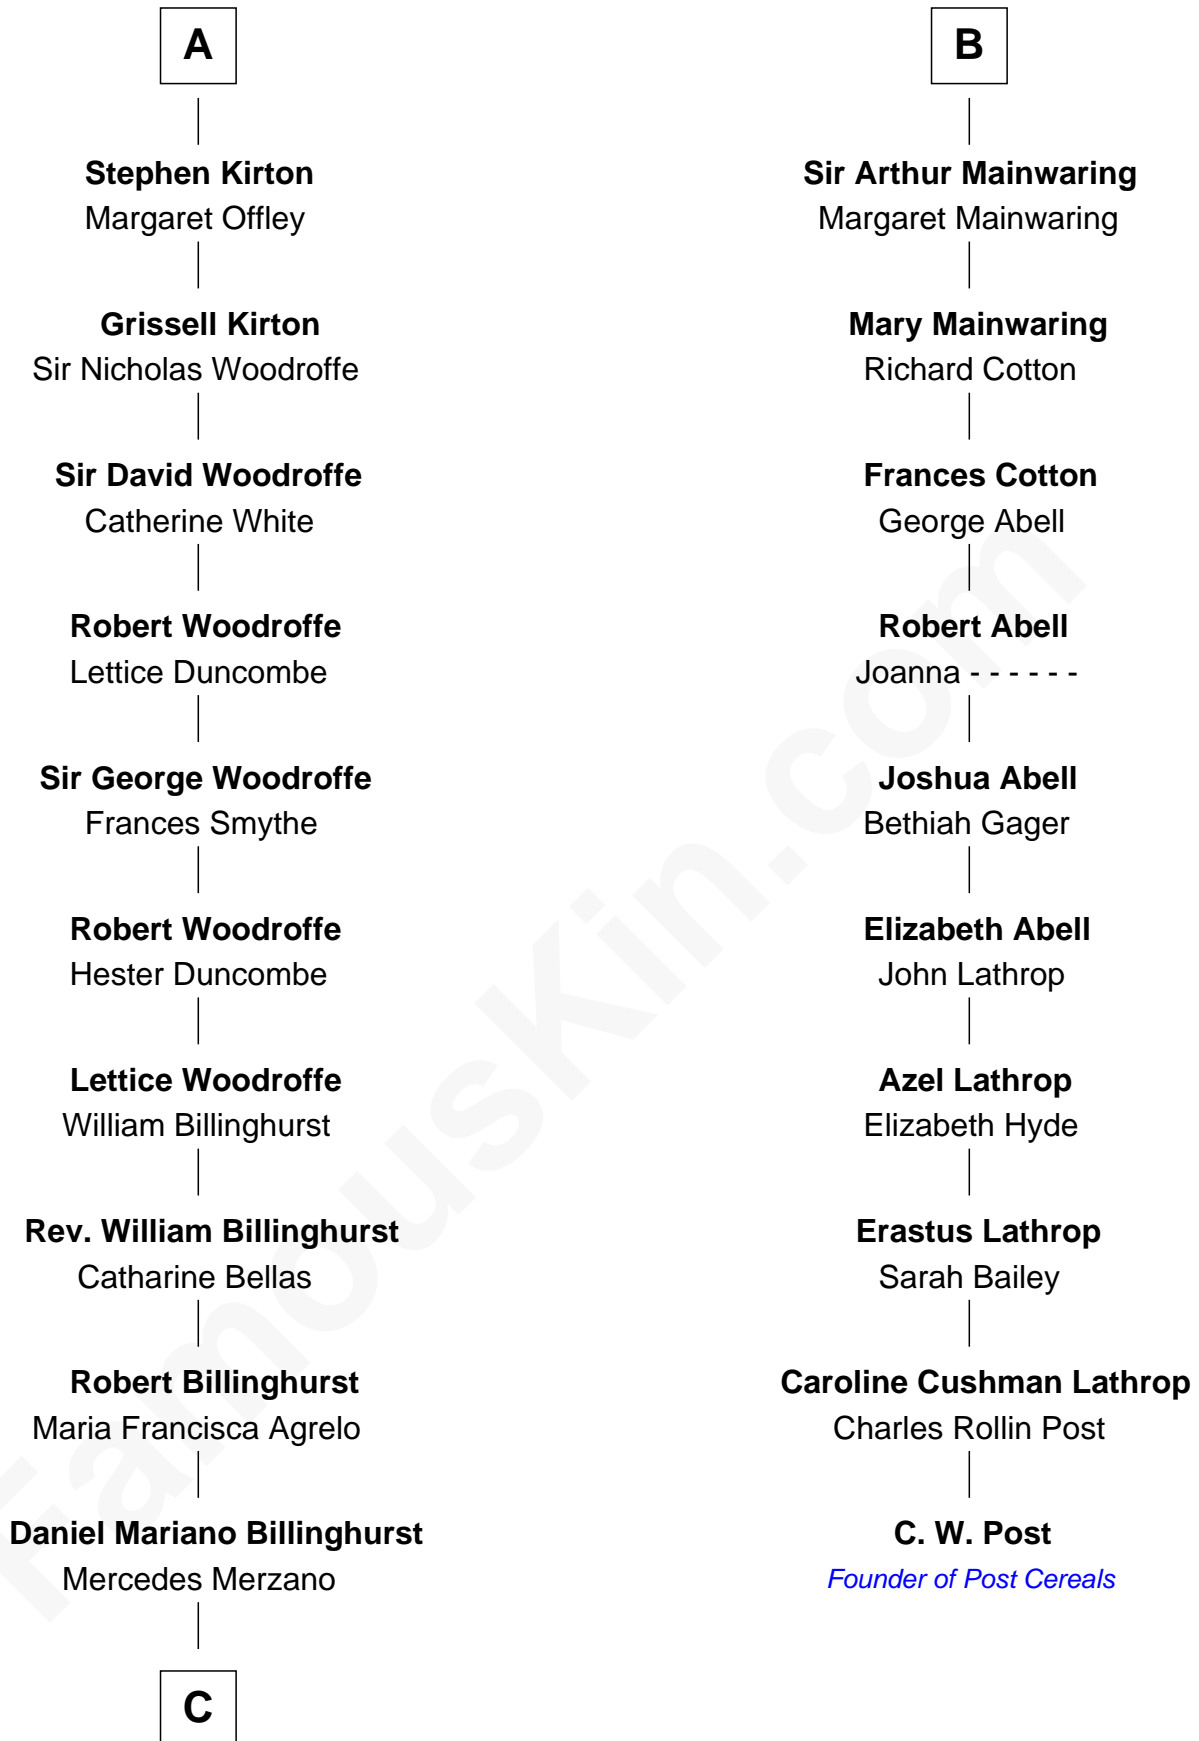 A
Stephen Kirton
Margaret Offley
Grissell Kirton
Sir Nicholas Woodroffe
Sir David Woodroffe
Catherine White
Robert Woodroffe
Lettice Duncombe
Sir George Woodroffe
Frances Smythe
Robert Woodroffe
Hester Duncombe
Lettice Woodroffe
William Billinghurst
Rev. William Billinghurst
Catharine Bellas
Robert Billinghurst
Maria Francisca Agrelo
Daniel Mariano Billinghurst
Mercedes Merzano
C
B
Sir Arthur Mainwaring
Margaret Mainwaring
Mary Mainwaring
Richard Cotton
Frances Cotton
George Abell
Robert Abell
Joanna - - - - - -
Joshua Abell
Bethiah Gager
Elizabeth Abell
John Lathrop
Azel Lathrop
Elizabeth Hyde
Erastus Lathrop
Sarah Bailey
Caroline Cushman Lathrop
Charles Rollin Post
C. W. Post
Founder of Post Cereals
FamousKin.com